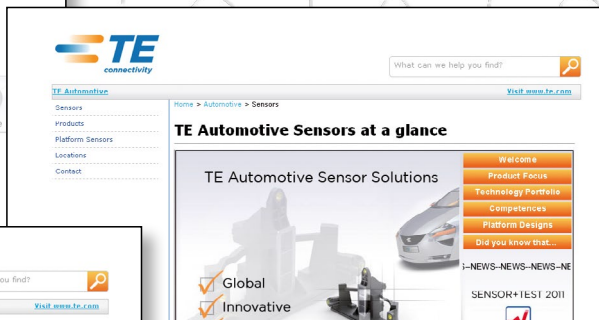 TE
connectivity
What can we help you find?
TE Automotive
Visit www.te.com
Home > Automotive > Sensors
Sensors
Products
Platform Sensors
Locations
Contact
TE Automotive Sensors at a glance
TE Automotive Sensor Solutions
Global
Innovative
Welcome
Product Focus
Technology Portfolio
Competences
Platform Designs
Did you know that...
-NEWS--NEWS--NEWS--NE
SENSOR+TEST 2011
ou find?
Visit www.te.com